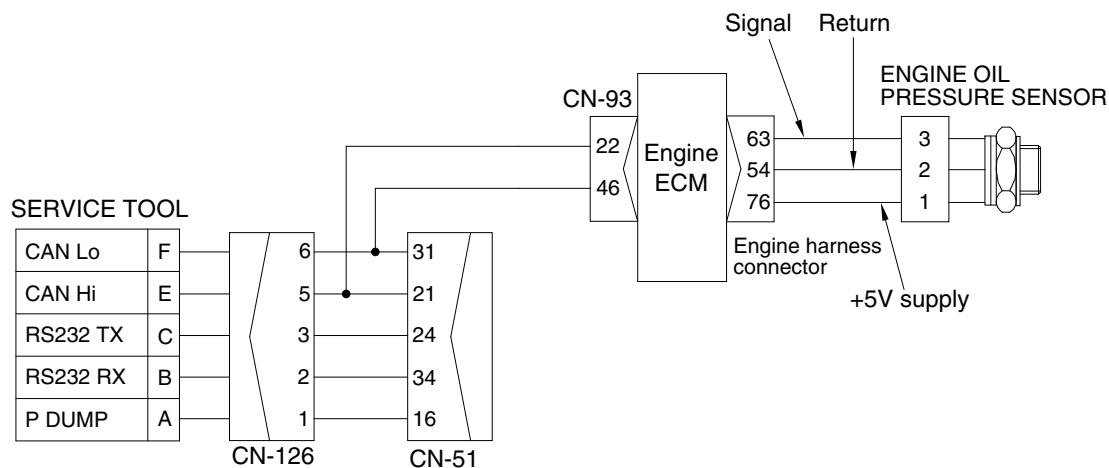 Signal Return
ENGINE OIL
PRESSURE SENSOR
CN-93
22
46
Engine
ECM
63
54
76
3
2
1
Engine harness
connector
+5V supply
SERVICE TOOL
CAN Lo F 6 31
CAN Hi E 5 21
RS232 TX C 3 24
RS232 RX B 2 34
P DUMP A 1 16
CN-126 CN-51